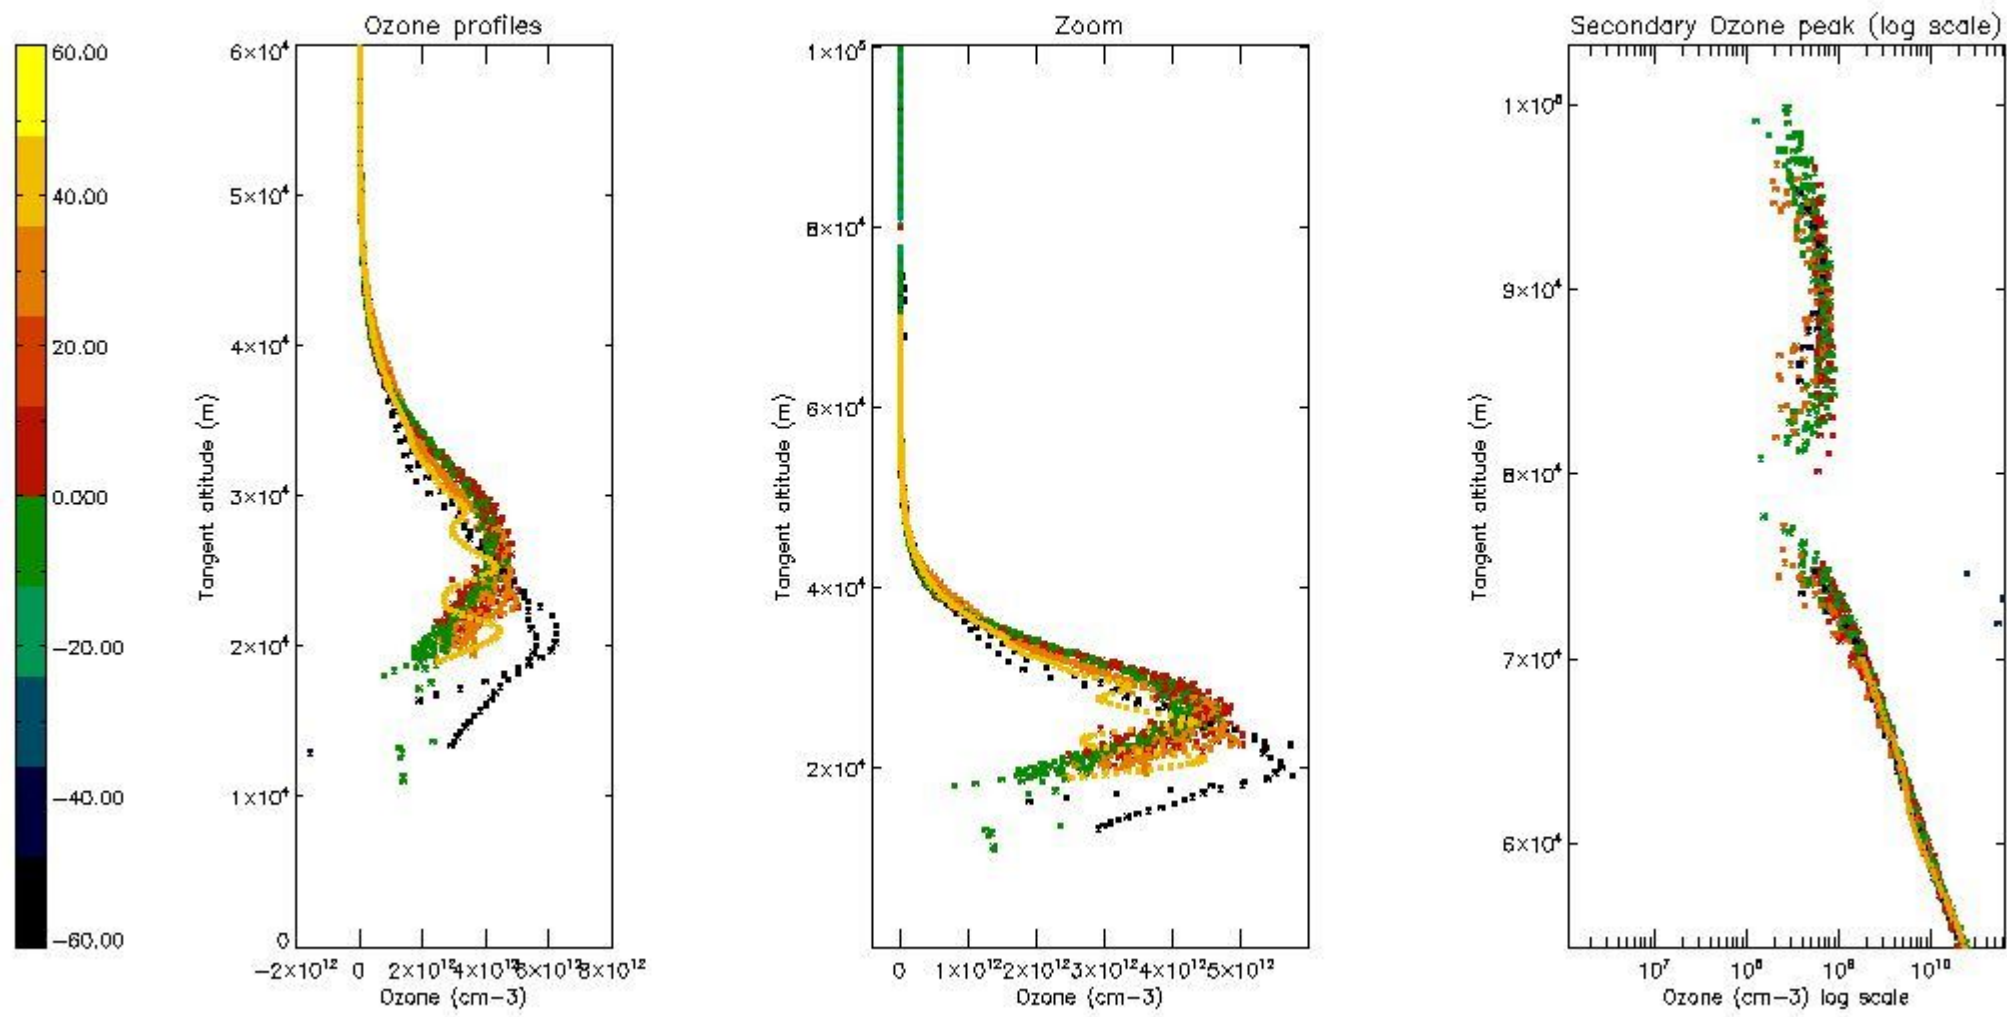 Ozone profiles
Zoom
Secondary Ozone peak (log scale)
60.00
40.00
20.00
0.000
−20.00
−40.00
−60.00
6×10⁴
5×10⁴
4×10⁴
3×10⁴
2×10⁴
1×10⁴
0
Tangent altitude (m)
−2×10¹² 0 2×10¹² 4×10¹² 6×10¹² 8×10¹²
Ozone (cm−3)
1×10⁵
8×10⁴
6×10⁴
4×10⁴
2×10⁴
Tangent altitude (m)
0 1×10¹² 2×10¹² 3×10¹² 4×10¹² 5×10¹²
Ozone (cm−3)
9×10⁴
8×10⁴
7×10⁴
6×10⁴
Tangent altitude (m)
10⁷ 10¹⁰
Ozone (cm−3) log scale